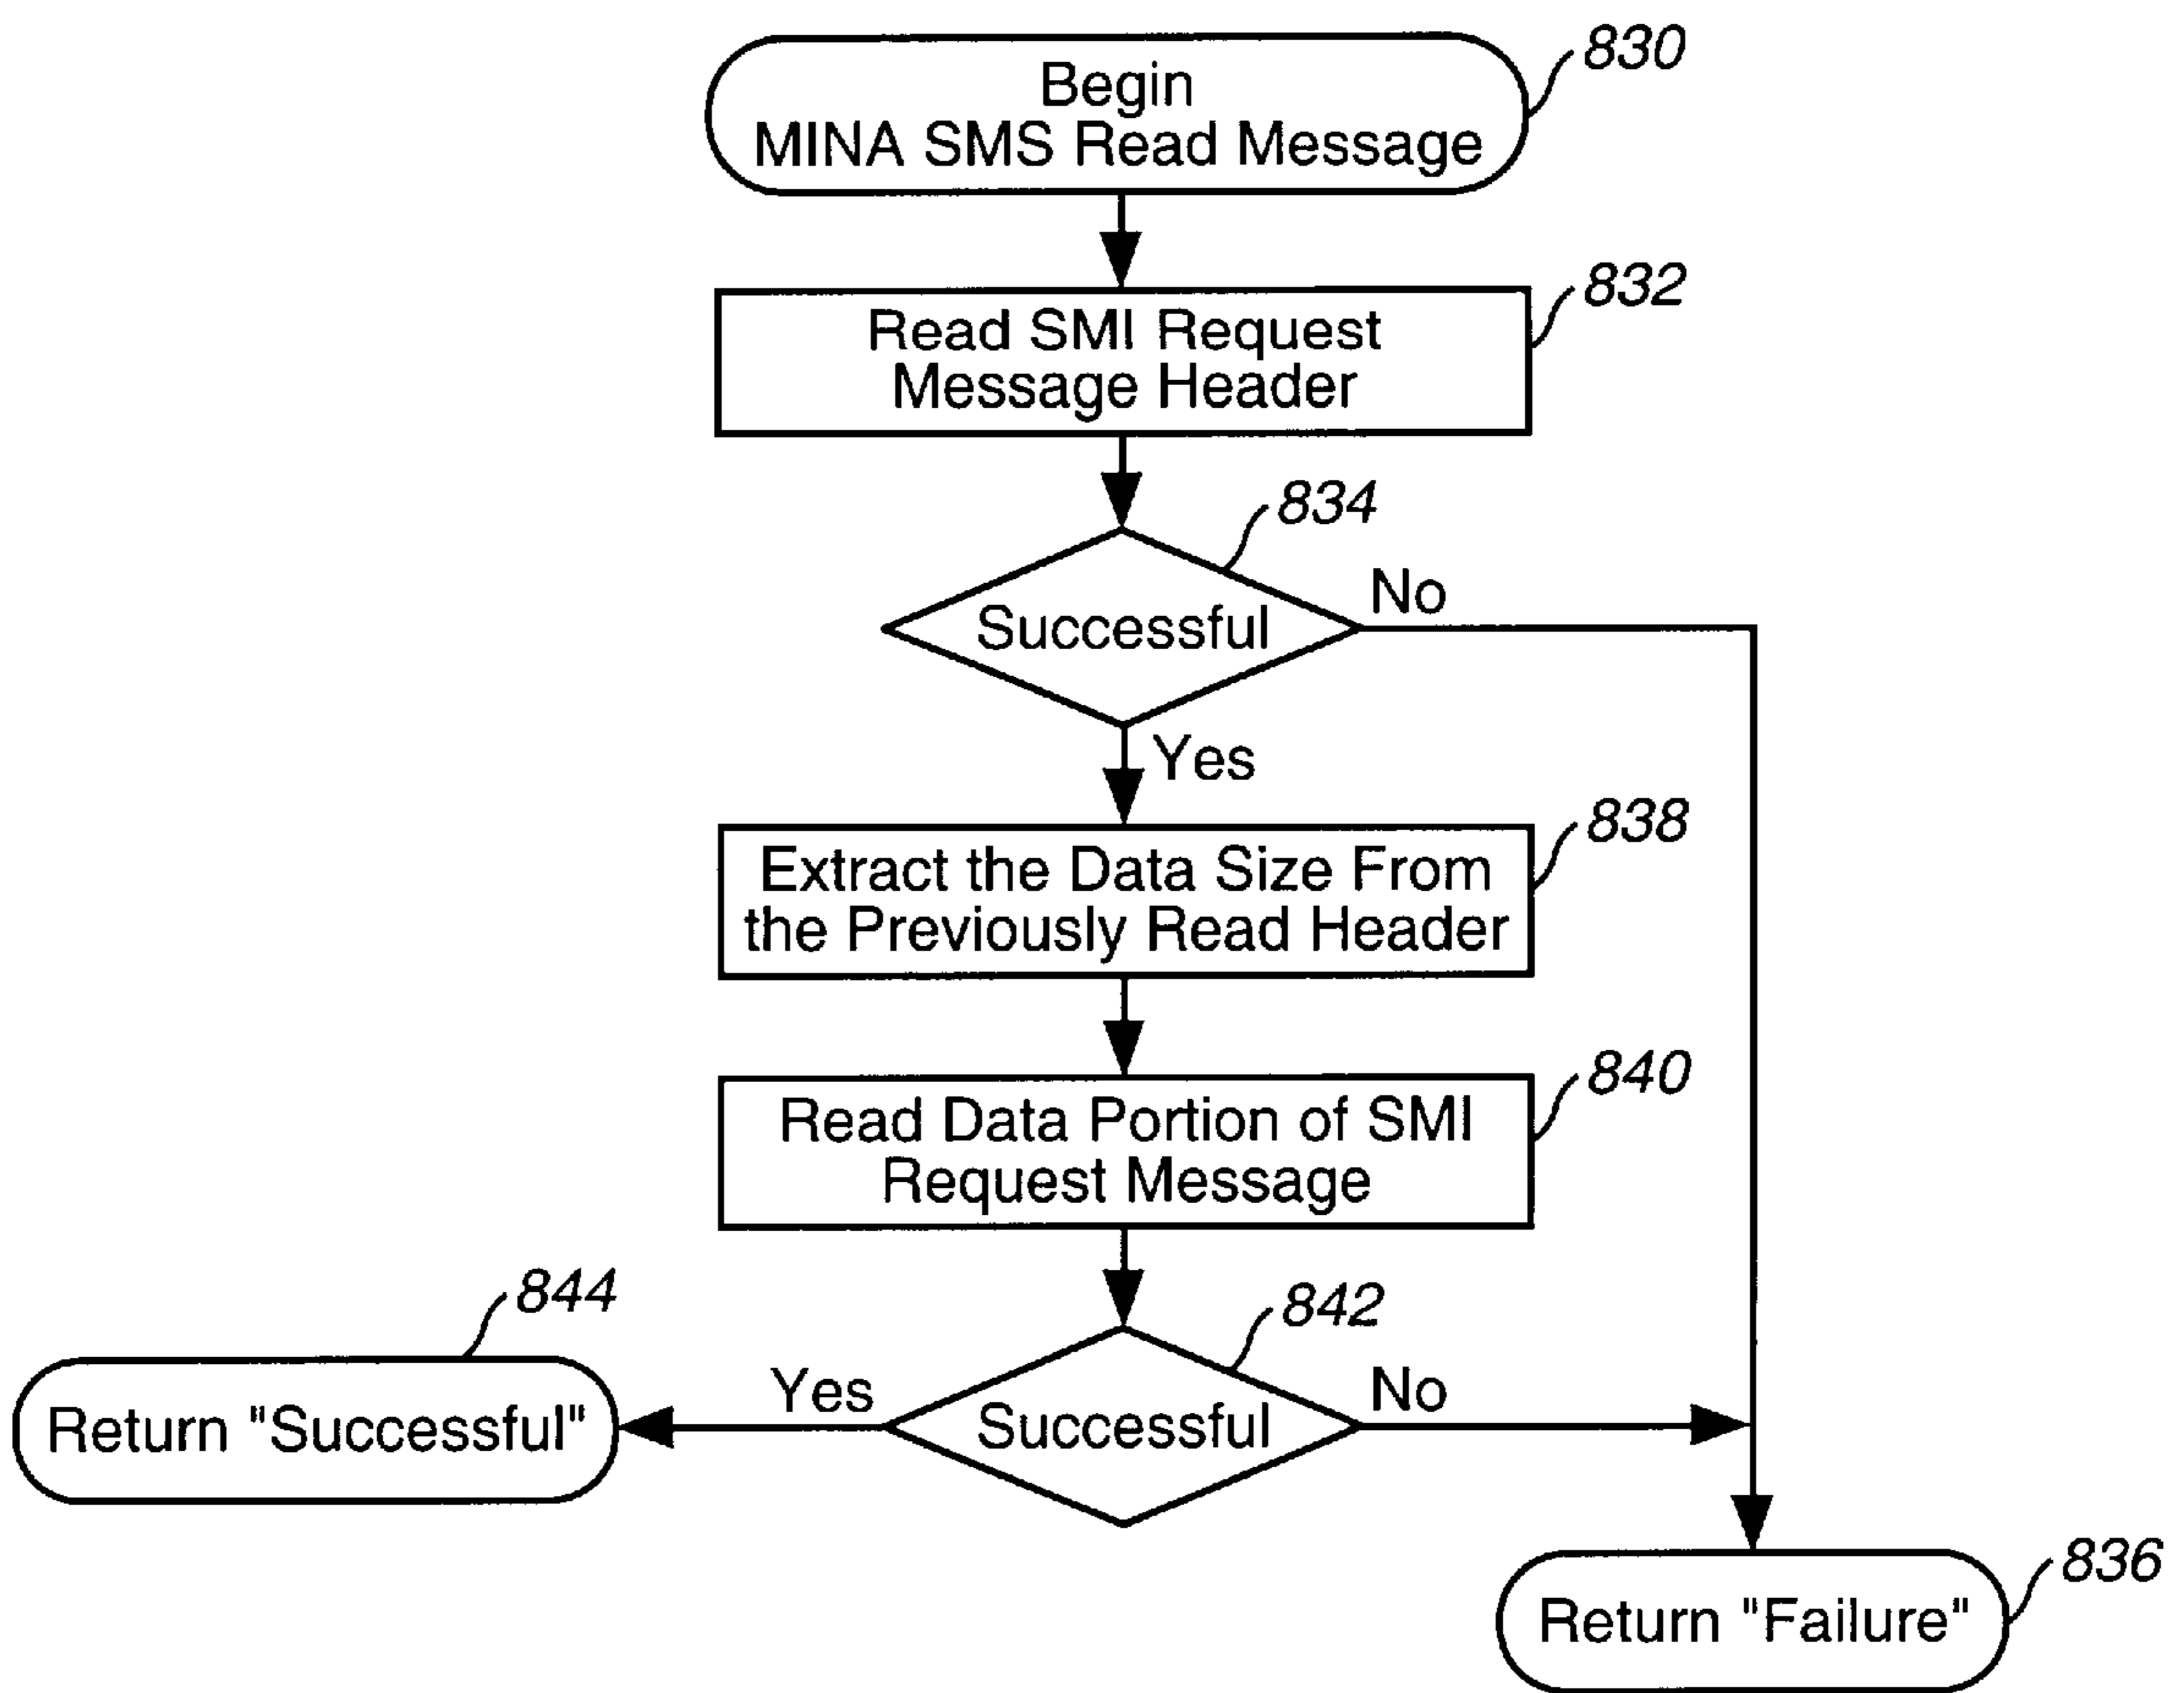 830
Begin
MINA SMS Read Message
832
Read SMI Request
Message Header
834
Successful
No
Yes
838
Extract the Data Size From
the Previously Read Header
840
Read Data Portion of SMI
Request Message
844
842
Return "Successful"
Yes
Successful
No
836
Return "Failure"